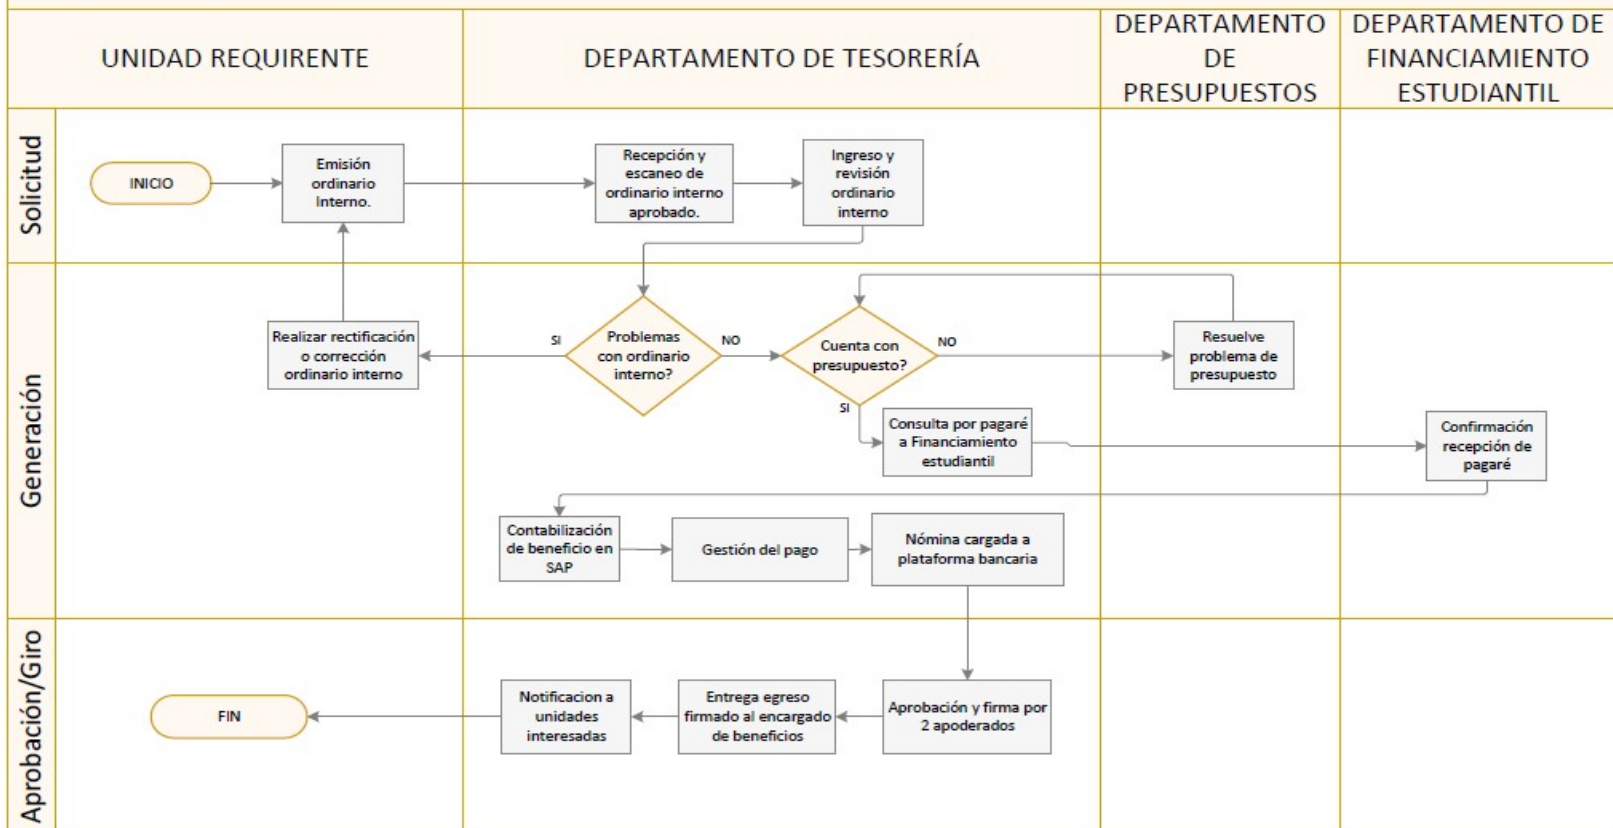 UNIDAD REQUIRENTE
DEPARTAMENTO DE TESORERÍA
DEPARTAMENTO
DE
PRESUPUESTOS
DEPARTAMENTO DE
FINANCIAMIENTO
ESTUDIANTIL
Solicitud
INICIO
Emisión
ordinario
Interno.
Recepción y
escaneo de
ordinario interno
aprobado.
Ingreso y
revisión
ordinario
interno
Generación
Realizar rectificación
o corrección
ordinario interno
SI
Problemas
con ordinario
interno?
NO
Cuenta con
presupuesto?
NO
Resuelve
problema de
presupuesto
SI
Consulta por pagaré
a Financiamiento
estudiantil
Confirmación
recepción de
pagaré
Contabilización
de beneficio en
SAP
Gestión del pago
Nómina cargada a
plataforma bancaria
Aprobación/Giro
FIN
Notificacion a
unidades
interesadas
Entrega egreso
firmado al encargado
de beneficios
Aprobación y firma por
2 apoderados